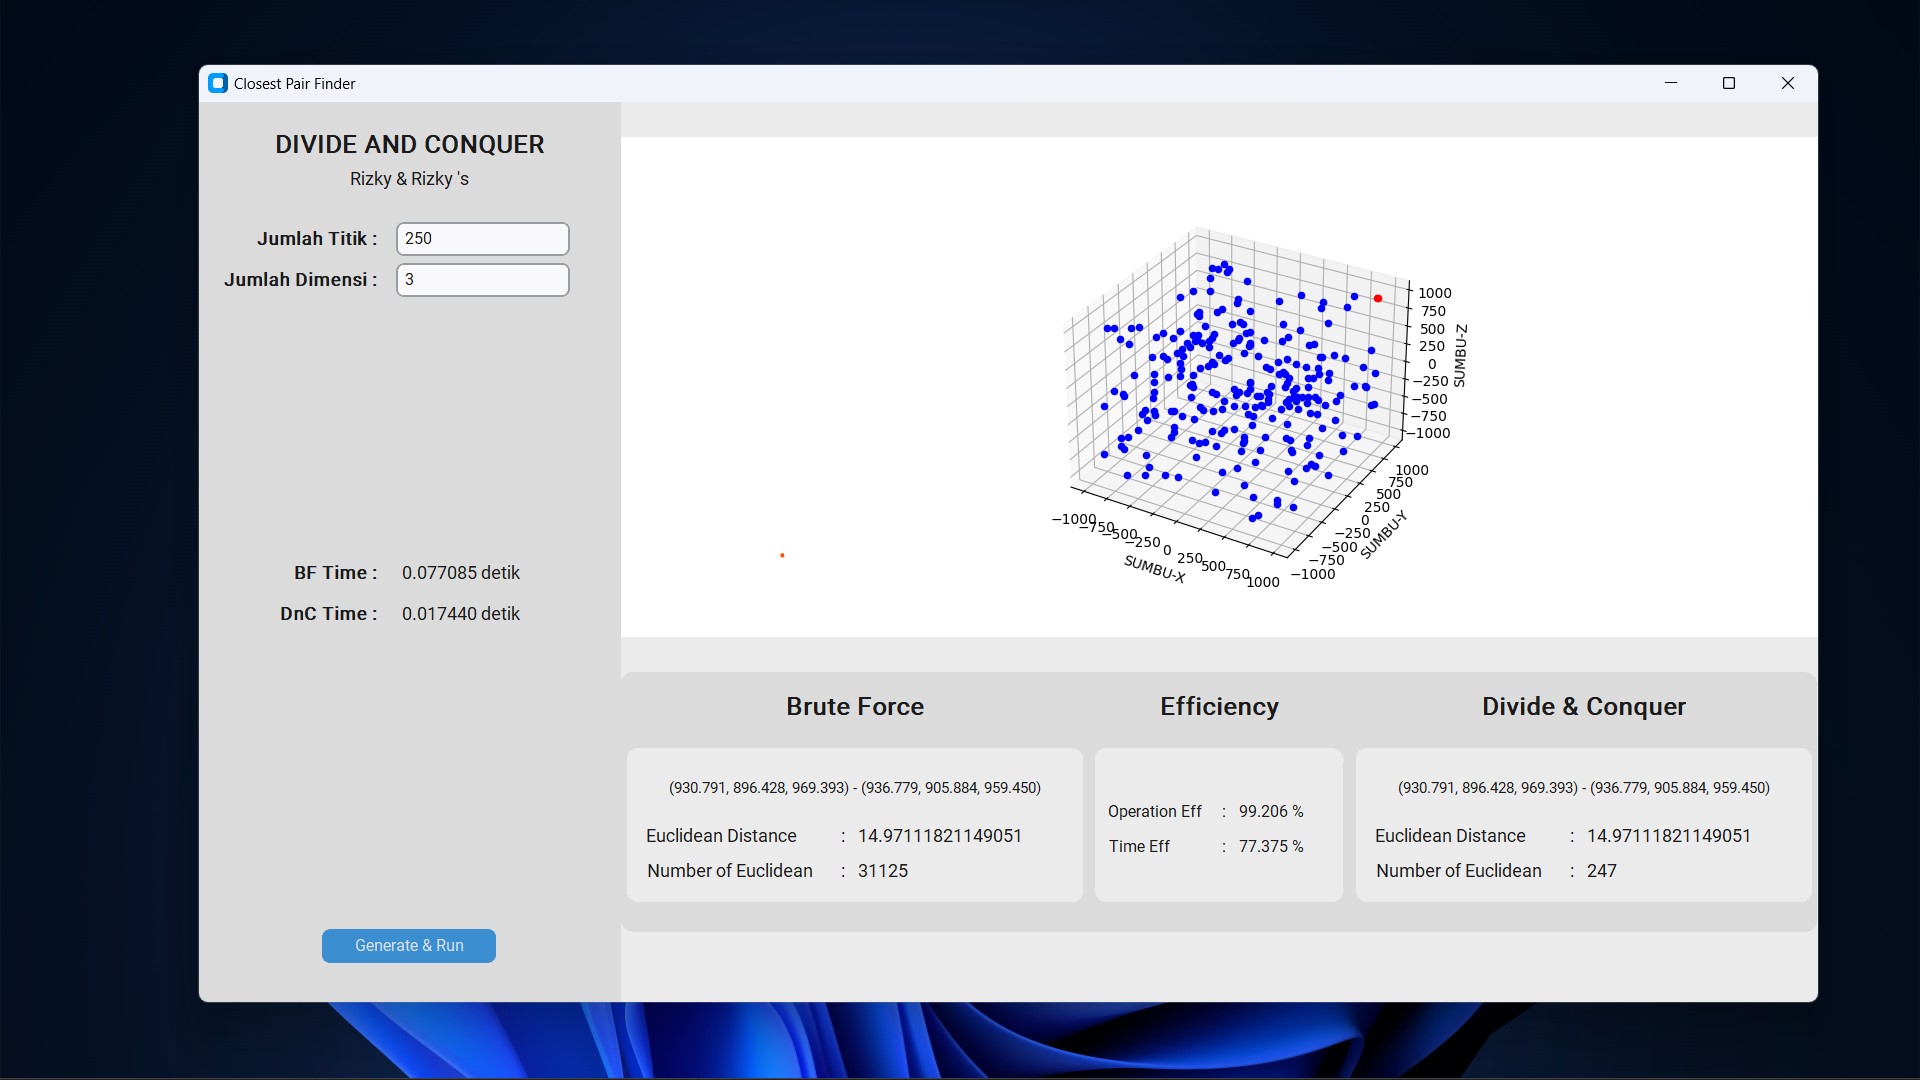 Closest Pair Finder
DIVIDE AND CONQUER
Rizky & Rizky 's
Jumlah Titik : 250
Jumlah Dimensi : 3
BF Time : 0.077085 detik
DnC Time : 0.017440 detik
Generate & Run
1000
750
500
250
0
−250
−500
−750
−1000
SUMBU-Z
1000
750
500
250
0
−250
−500
−750
−1000
SUMBU-Y
−1000
−750
−500
−250
0
250
500
750
1000
SUMBU-X
Brute Force
(930.791, 896.428, 969.393) - (936.779, 905.884, 959.450)
Euclidean Distance : 14.97111821149051
Number of Euclidean : 31125
Efficiency
Operation Eff : 99.206 %
Time Eff : 77.375 %
Divide & Conquer
(930.791, 896.428, 969.393) - (936.779, 905.884, 959.450)
Euclidean Distance : 14.97111821149051
Number of Euclidean : 247